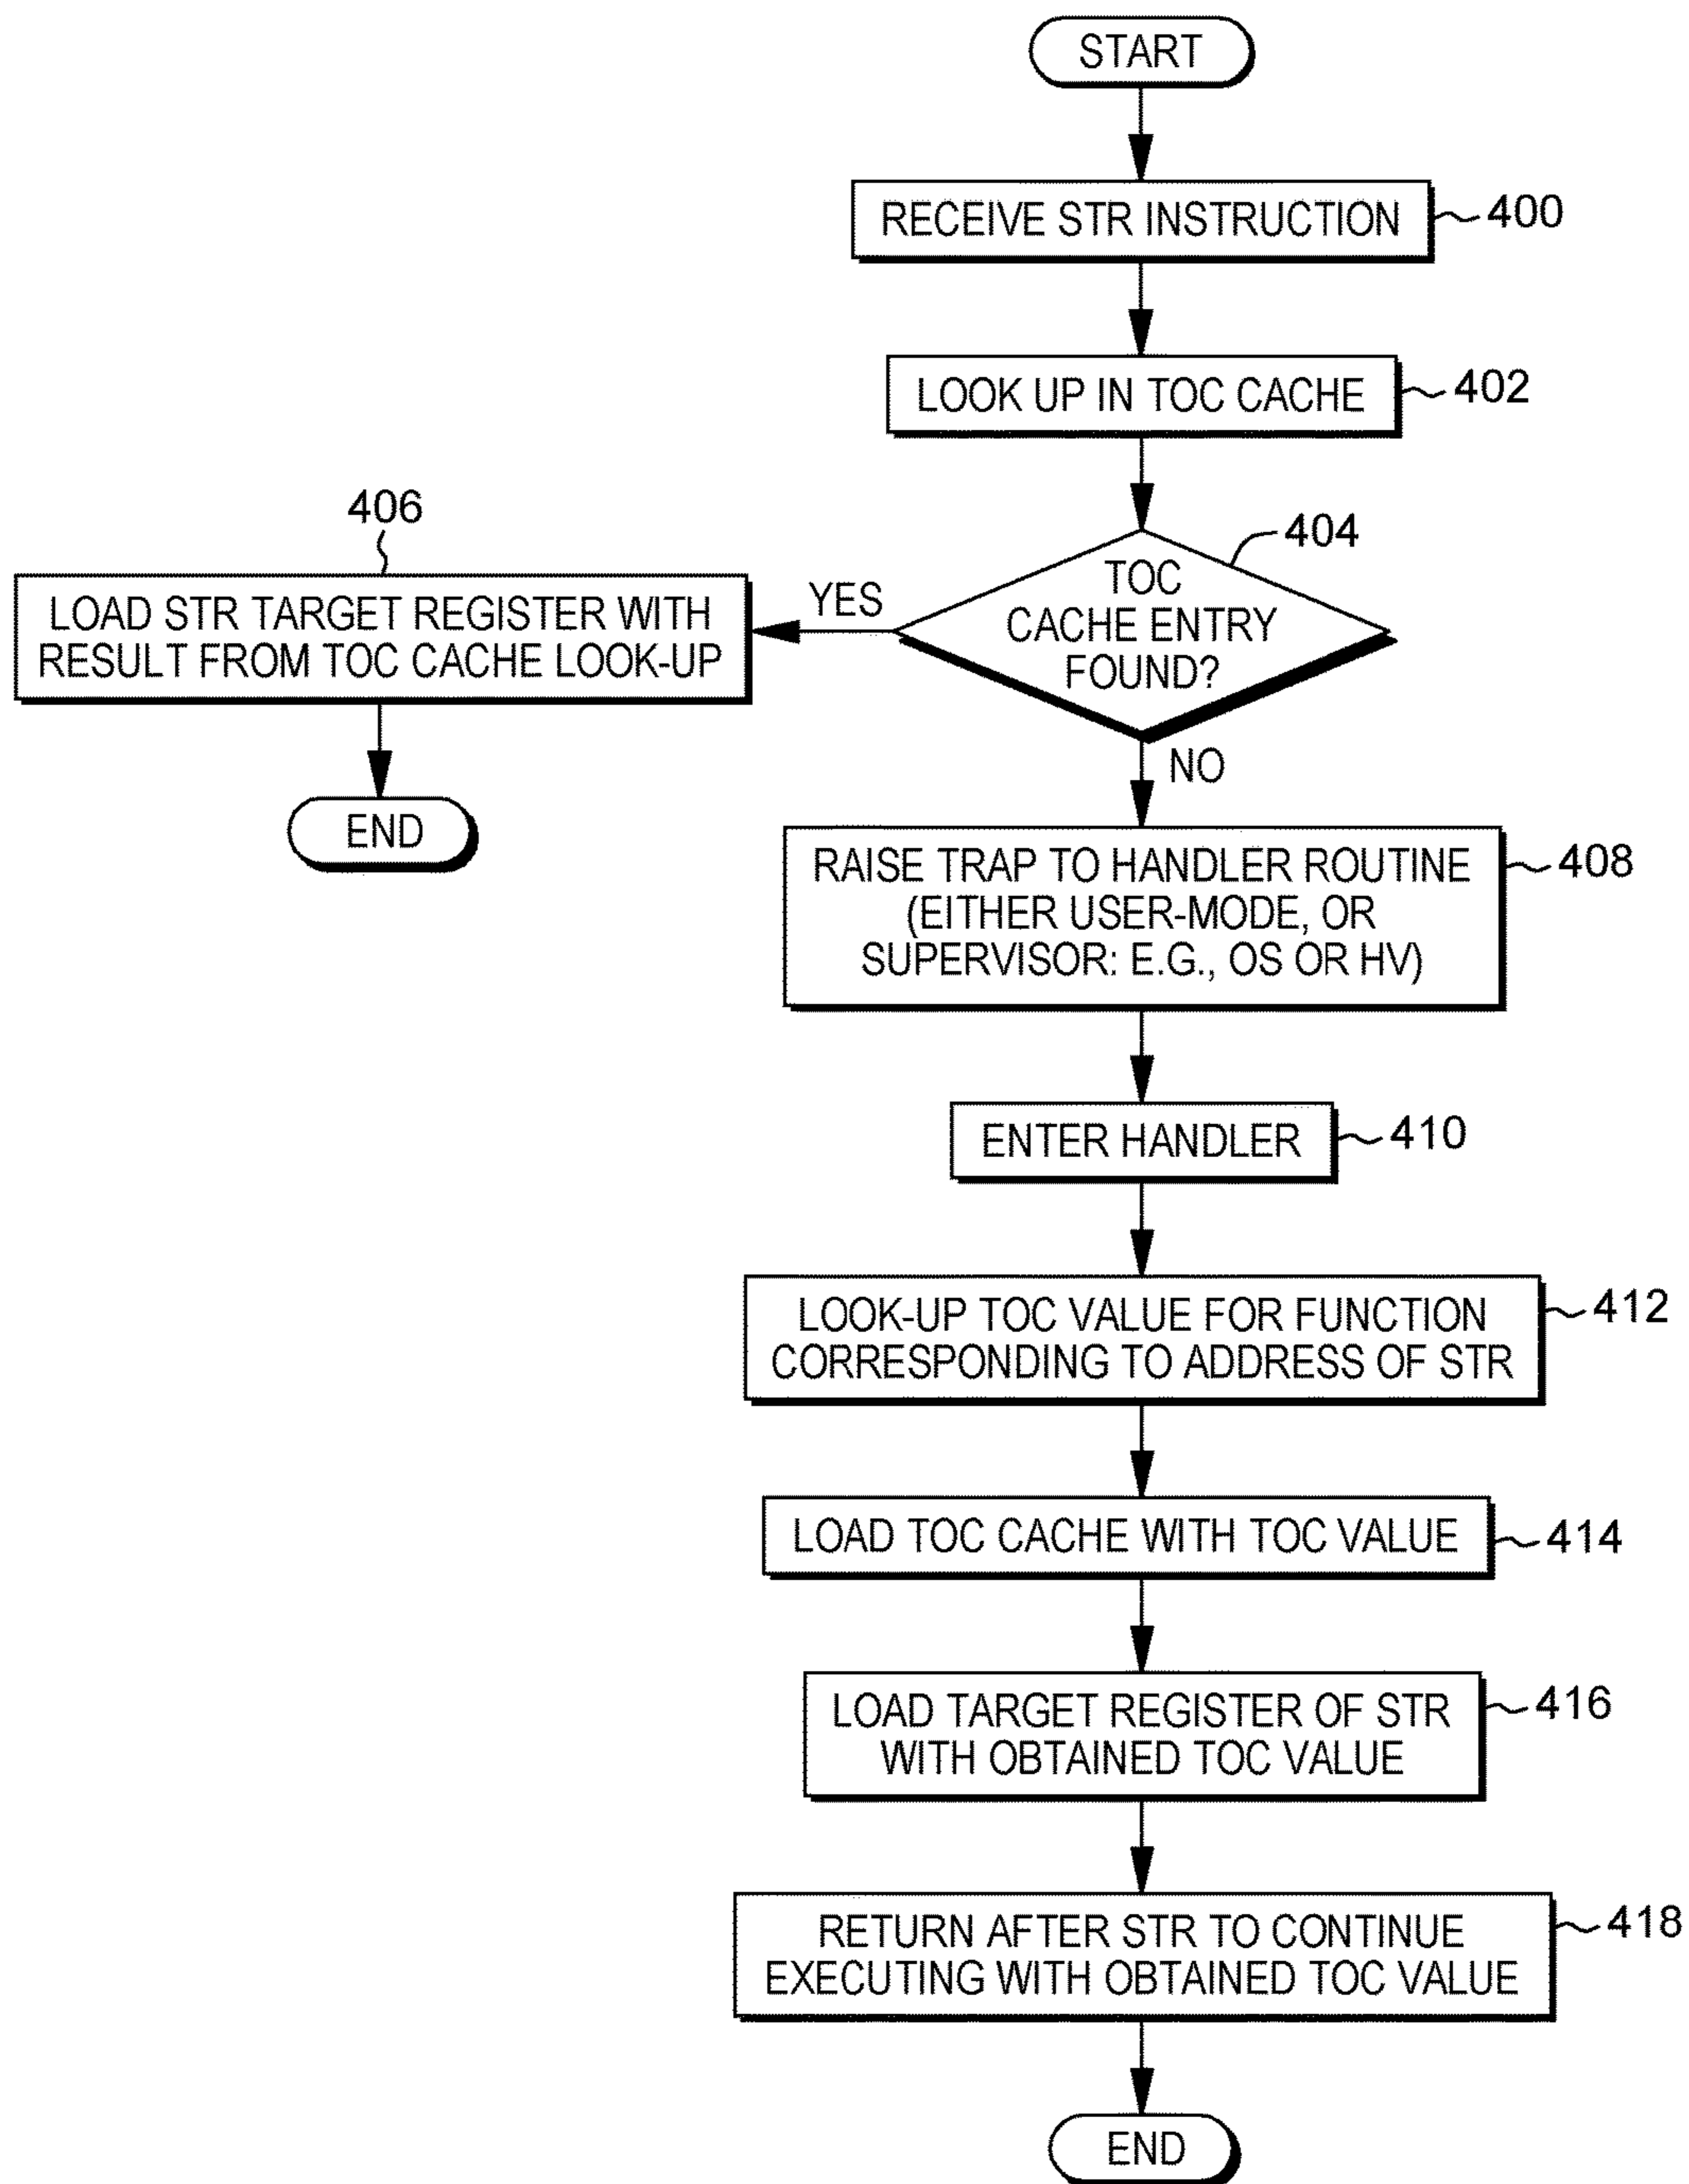 START
RECEIVE STR INSTRUCTION
400
LOOK UP IN TOC CACHE
402
404
TOC
CACHE ENTRY
FOUND?
YES
406
LOAD STR TARGET REGISTER WITH
RESULT FROM TOC CACHE LOOK-UP
END
NO
RAISE TRAP TO HANDLER ROUTINE
(EITHER USER-MODE, OR
SUPERVISOR: E.G., OS OR HV)
408
ENTER HANDLER
410
LOOK-UP TOC VALUE FOR FUNCTION
CORRESPONDING TO ADDRESS OF STR
412
LOAD TOC CACHE WITH TOC VALUE
414
LOAD TARGET REGISTER OF STR
WITH OBTAINED TOC VALUE
416
RETURN AFTER STR TO CONTINUE
EXECUTING WITH OBTAINED TOC VALUE
418
END